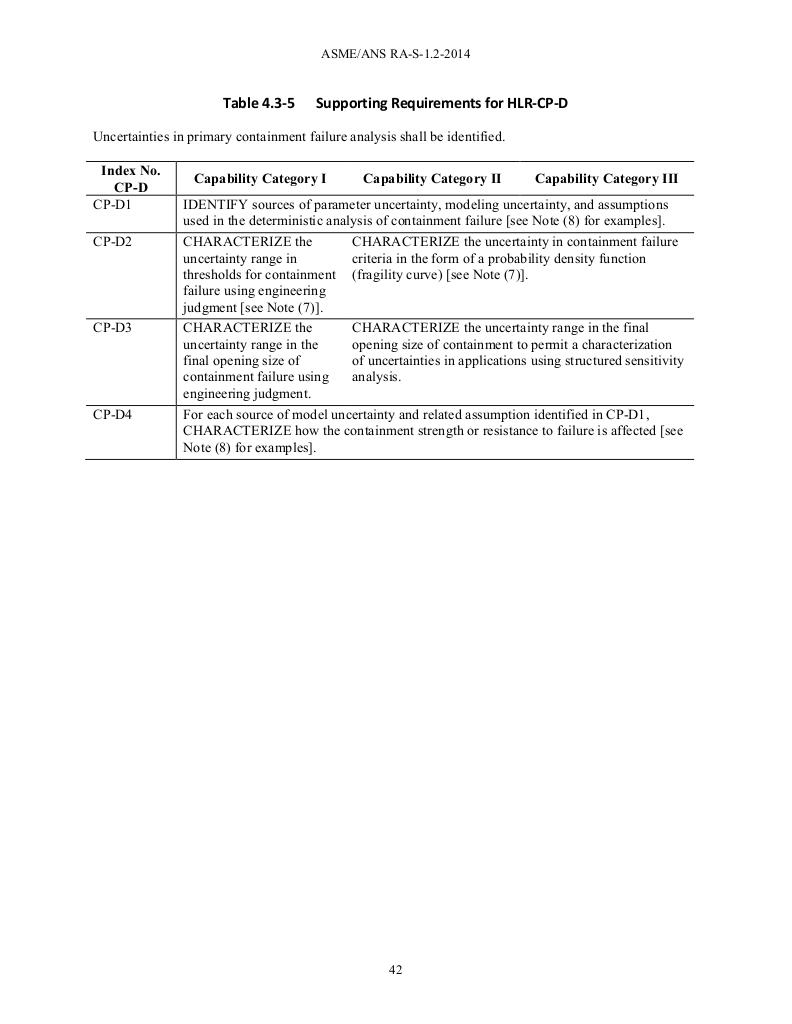 ASME/ANS RA-S-1.2-2014
Table 4.3-5 Supporting Requirements for HLR-CP-D
Uncertainties in primary containment failure analysis shall be identified.
Index No.
CP-D
Capability Category I
Capability Category II
Capability Category III
CP-D1
IDENTIFY sources of parameter uncertainty, modeling uncertainty, and assumptions
used in the deterministic analysis of containment failure [see Note (8) for examples].
CP-D2
CHARACTERIZE the
uncertainty range in
thresholds for containment
failure using engineering
judgment [see Note (7)].
CHARACTERIZE the uncertainty in containment failure
criteria in the form of a probability density function
(fragility curve) [see Note (7)].
CP-D3
CHARACTERIZE the
uncertainty range in the
final opening size of
containment failure using
engineering judgment.
CHARACTERIZE the uncertainty range in the final
opening size of containment to permit a characterization
of uncertainties in applications using structured sensitivity
analysis.
CP-D4
For each source of model uncertainty and related assumption identified in CP-D1,
CHARACTERIZE how the containment strength or resistance to failure is affected [see
Note (8) for examples].
42